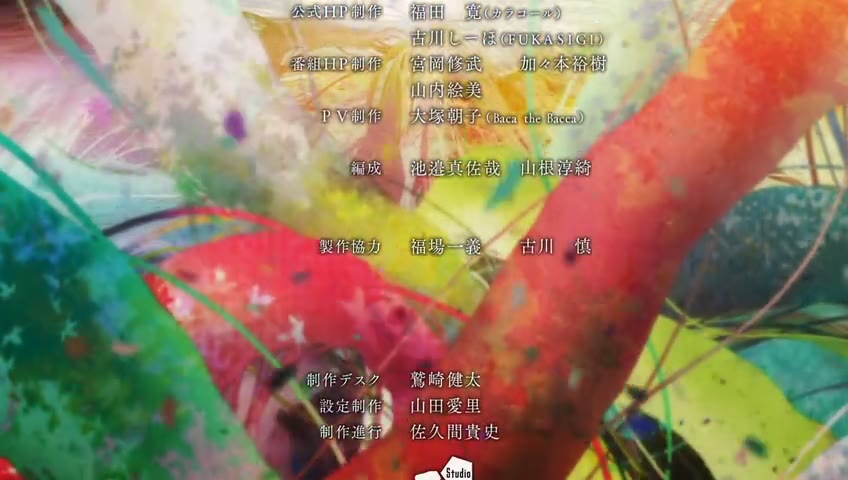 公式HP制作 福田 寛(カラコール)
古川しーほ(FUKASIGI)
番組HP制作 宮岡修武 加々本裕樹
山内絵美
PV制作 大塚朝子(Baca the Bacca)
編成 池邉真佐哉 山根淳綺
製作協力 福場一義 古川 慎
制作デスク 鷲崎健太
設定制作 山田愛里
制作進行 佐久間貴史
Studio